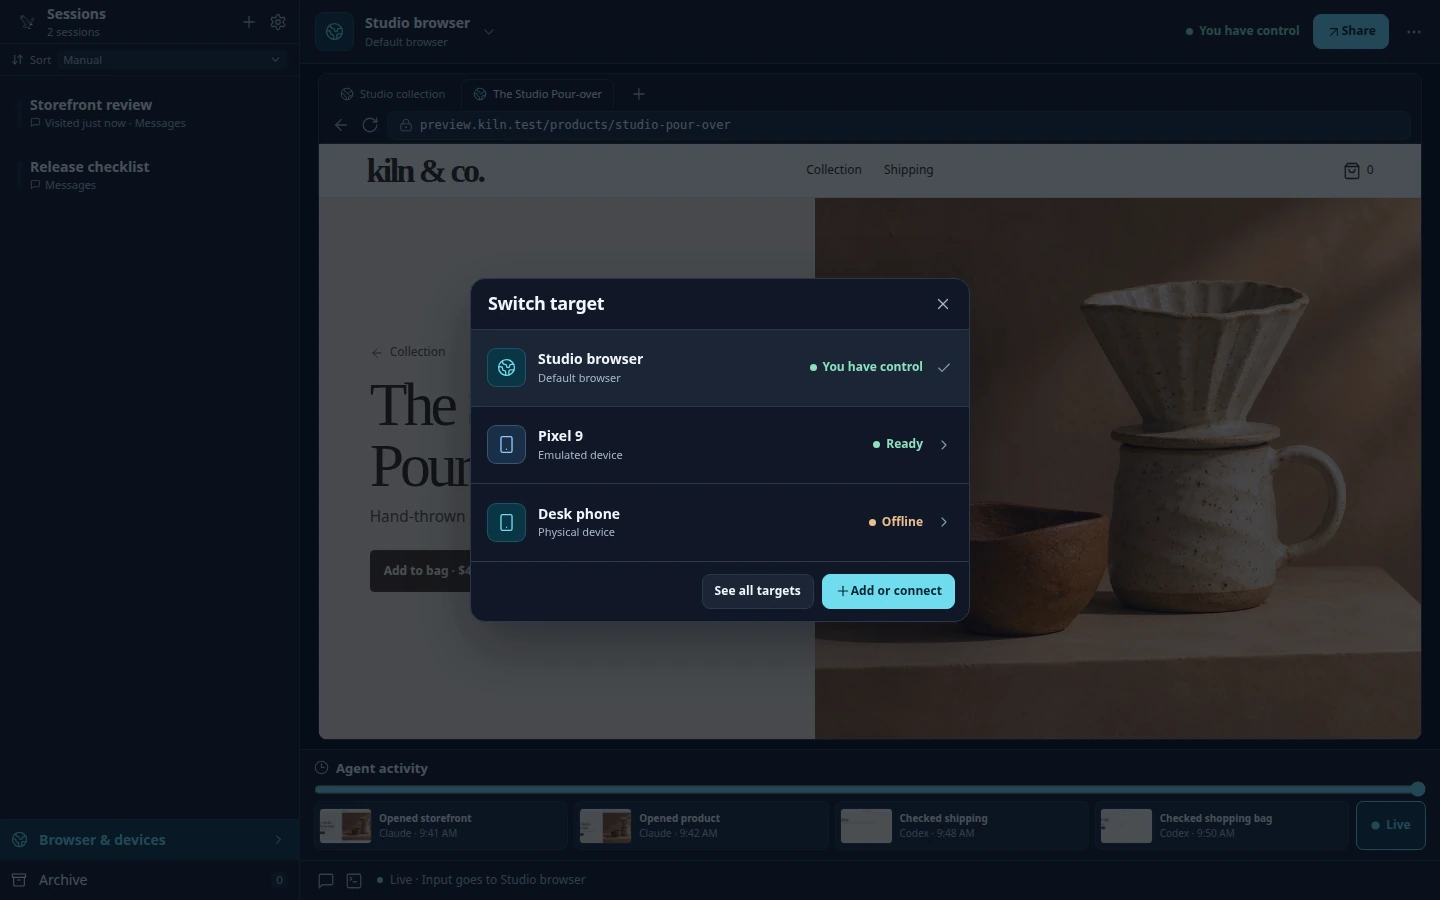 Sessions
2 sessions
Sort Manual
Storefront review
Visited just now · Messages
Release checklist
Messages
Browser & devices
Archive 0
Studio browser
Default browser
You have control
Share
Studio collection
The Studio Pour-over
preview.kiln.test/products/studio-pour-over
kiln & co.
Collection
Shipping
0
Collection
The
Pour
Hand-thrown
Add to bag · $4
Switch target
Studio browser
Default browser
You have control
Pixel 9
Emulated device
Ready
Desk phone
Physical device
Offline
See all targets
Add or connect
Agent activity
Opened storefront
Claude · 9:41 AM
Opened product
Claude · 9:42 AM
Checked shipping
Codex · 9:48 AM
Checked shipping bag
Codex · 9:50 AM
Live
Live · Input goes to Studio browser